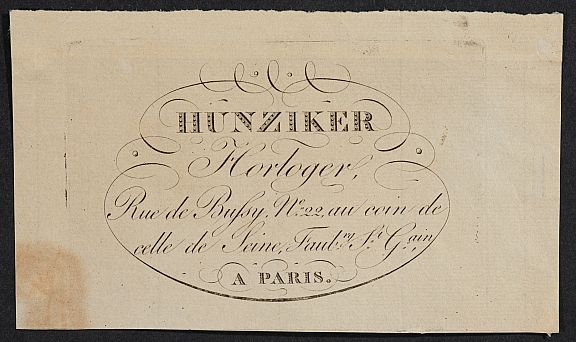 HUNZIKER
Horloger,
Rue de Bußy, N.º 22, au coin de
celle de Seine, Faub.g S.t G.ain,
A PARIS.